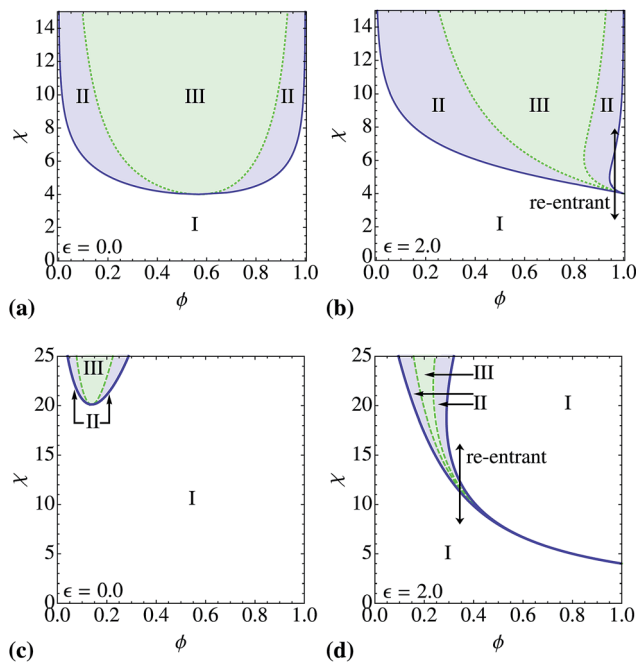 14
12
10
8
6
4
2
0
χ
II
III
II
I
ϵ = 0.0
0.0 0.2 0.4 0.6 0.8 1.0
(a)
ϕ
14
12
10
8
6
4
2
0
χ
II
III
II
re-entrant
I
ϵ = 2.0
0.0 0.2 0.4 0.6 0.8 1.0
(b)
ϕ
25
20
15
10
5
0
χ
III
II
I
ϵ = 0.0
0.0 0.2 0.4 0.6 0.8 1.0
(c)
ϕ
25
20
15
10
5
0
χ
III
II
I
re-entrant
I
ϵ = 2.0
0.0 0.2 0.4 0.6 0.8 1.0
(d)
ϕ